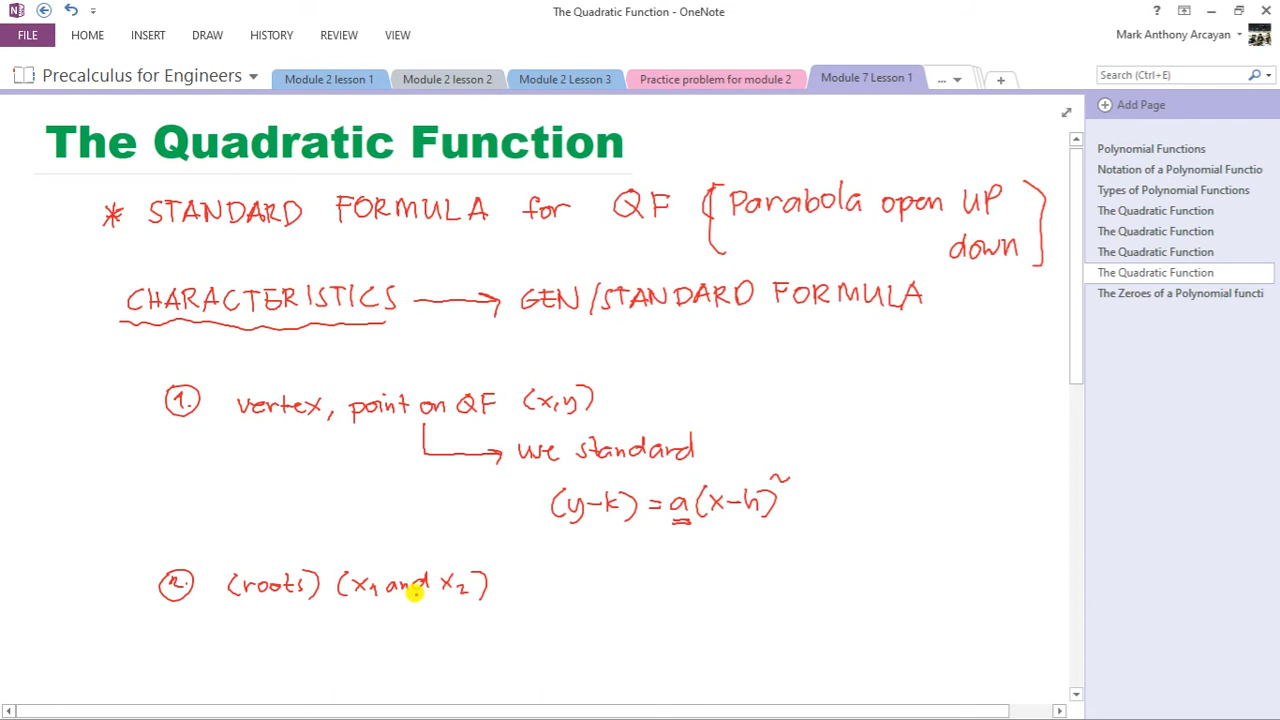 The Quadratic Function - OneNote
?
FILE HOME INSERT DRAW HISTORY REVIEW VIEW
Mark Anthony Arcayan
Precalculus for Engineers
Module 2 lesson 1
Module 2 lesson 2
Module 2 Lesson 3
Practice problem for module 2
Module 7 Lesson 1
...
Search (Ctrl+E)
Add Page
Polynomial Functions
Notation of a Polynomial Functio
Types of Polynomial Functions
The Quadratic Function
The Quadratic Function
The Quadratic Function
The Quadratic Function
The Zeroes of a Polynomial functi
The Quadratic Function
* STANDARD FORMULA for QF [Parabola open UP
down]
CHARACTERISTICS → GEN/STANDARD FORMULA
1. vertex, point on QF (x,y)
→ use standard
(y-k) = a(x-h)²
2. (roots) (x₁ and x₂)